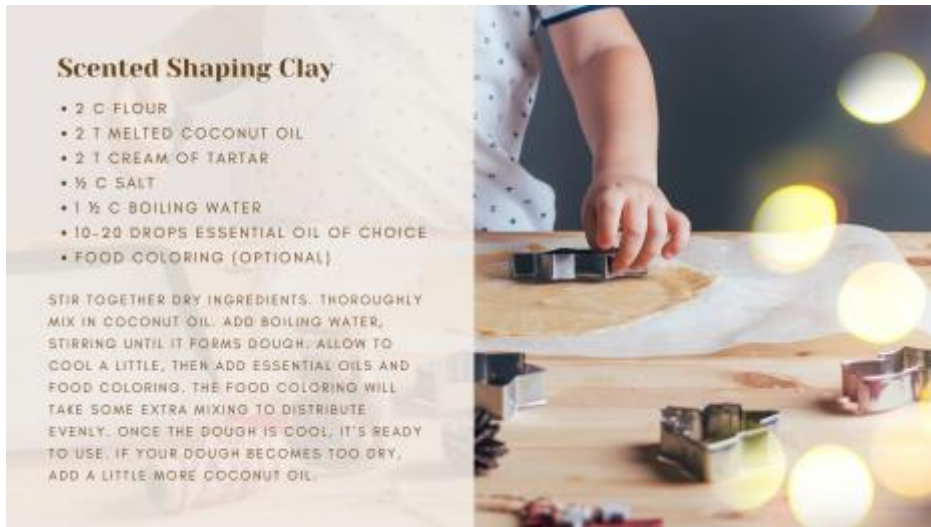 Scented Shaping Clay
• 2 C FLOUR
• 2 T MELTED COCONUT OIL
• 2 T CREAM OF TARTAR
• ½ C SALT
• 1 ½ C BOILING WATER
• 10-20 DROPS ESSENTIAL OIL OF CHOICE
• FOOD COLORING (OPTIONAL)
STIR TOGETHER DRY INGREDIENTS. THOROUGHLY
MIX IN COCONUT OIL. ADD BOILING WATER,
STIRRING UNTIL IT FORMS DOUGH. ALLOW TO
COOL A LITTLE, THEN ADD ESSENTIAL OILS AND
FOOD COLORING. THE FOOD COLORING WILL
TAKE SOME EXTRA MIXING TO DISTRIBUTE
EVENLY. ONCE THE DOUGH IS COOL, IT'S READY
TO USE. IF YOUR DOUGH BECOMES TOO DRY,
ADD A LITTLE MORE COCONUT OIL.